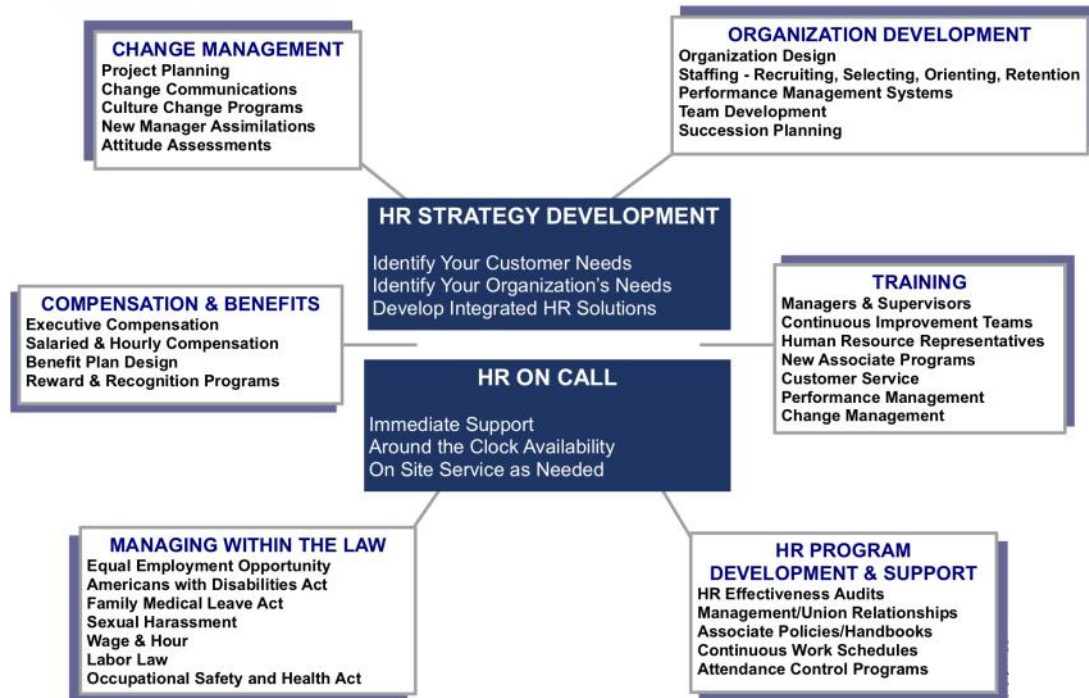 CHANGE MANAGEMENT
Project Planning
Change Communications
Culture Change Programs
New Manager Assimilations
Attitude Assessments
ORGANIZATION DEVELOPMENT
Organization Design
Staffing - Recruiting, Selecting, Orienting, Retention
Performance Management Systems
Team Development
Succession Planning
HR STRATEGY DEVELOPMENT
Identify Your Customer Needs
Identify Your Organization's Needs
Develop Integrated HR Solutions
COMPENSATION & BENEFITS
Executive Compensation
Salaried & Hourly Compensation
Benefit Plan Design
Reward & Recognition Programs
TRAINING
Managers & Supervisors
Continuous Improvement Teams
Human Resource Representatives
New Associate Programs
Customer Service
Performance Management
Change Management
HR ON CALL
Immediate Support
Around the Clock Availability
On Site Service as Needed
MANAGING WITHIN THE LAW
Equal Employment Opportunity
Americans with Disabilities Act
Family Medical Leave Act
Sexual Harassment
Wage & Hour
Labor Law
Occupational Safety and Health Act
HR PROGRAM
DEVELOPMENT & SUPPORT
HR Effectiveness Audits
Management/Union Relationships
Associate Policies/Handbooks
Continuous Work Schedules
Attendance Control Programs